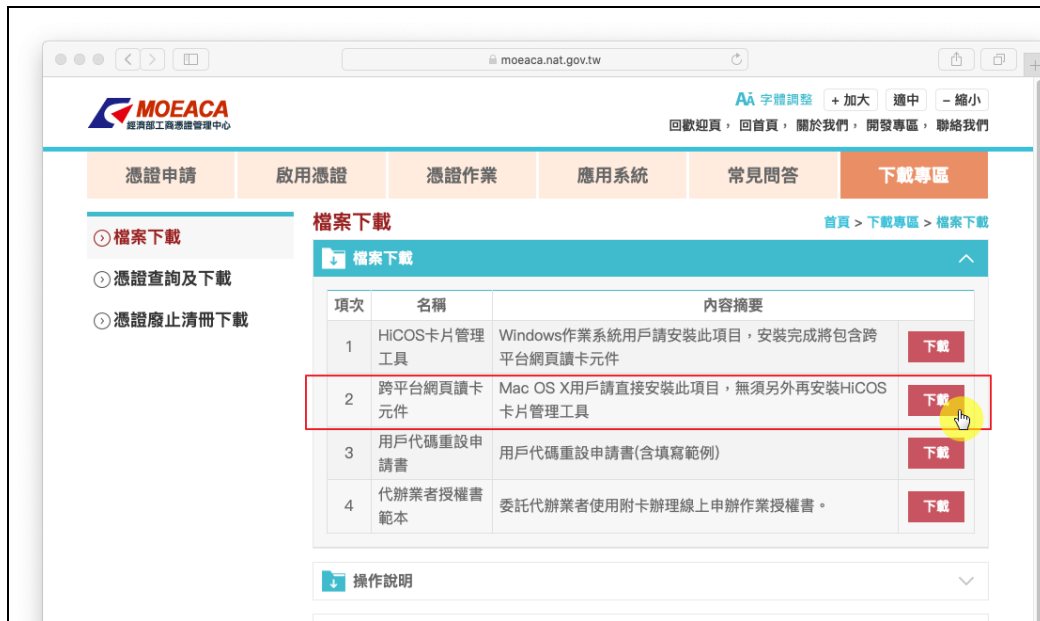 moeaca.nat.gov.tw
MOEACA
經濟部工商憑證管理中心
AA 字體調整 + 加大 適中 – 縮小
回歡迎頁, 回首頁, 關於我們, 開發專區, 聯絡我們
憑證申請 啟用憑證 憑證作業 應用系統 常見問答 下載專區
檔案下載
憑證查詢及下載
憑證廢止清冊下載
檔案下載
首頁 > 下載專區 > 檔案下載
檔案下載
項次 名稱 內容摘要
1 HiCOS卡片管理
工具
Windows作業系統用戶請安裝此項目,安裝完成將包含跨
平台網頁讀卡元件
下載
2 跨平台網頁讀卡
元件
Mac OS X用戶請直接安裝此項目,無須另外再安裝HiCOS
卡片管理工具
下載
3 用戶代碼重設申
請書
用戶代碼重設申請書(含填寫範例)
下載
4 代辦業者授權書
範本
委託代辦業者使用附卡辦理線上申辦作業授權書。
下載
操作說明